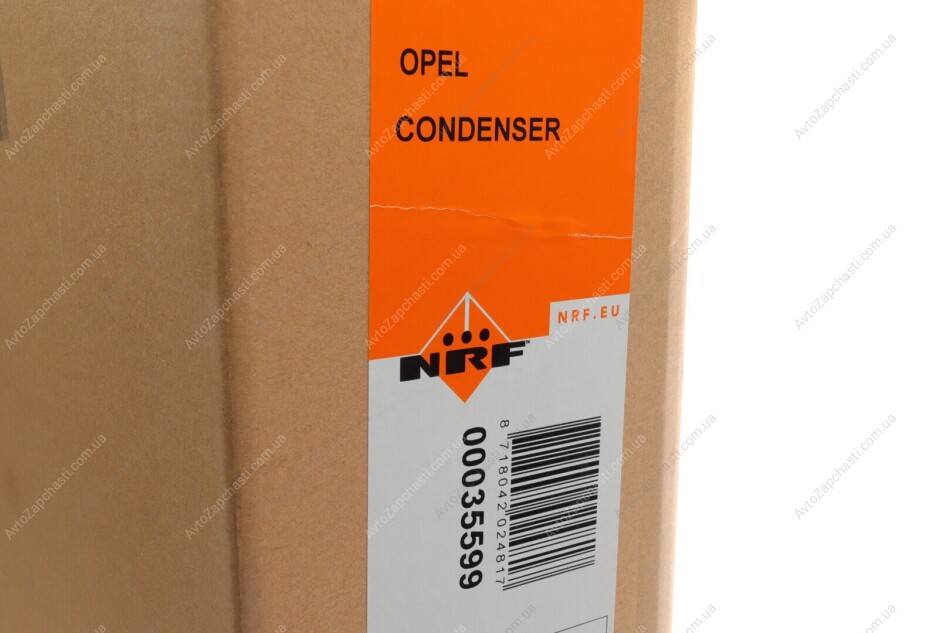 OPEL
CONDENSER
NRF.EU
NRF
00035599
8 718042 024817
AvtoZapchasti.com.ua